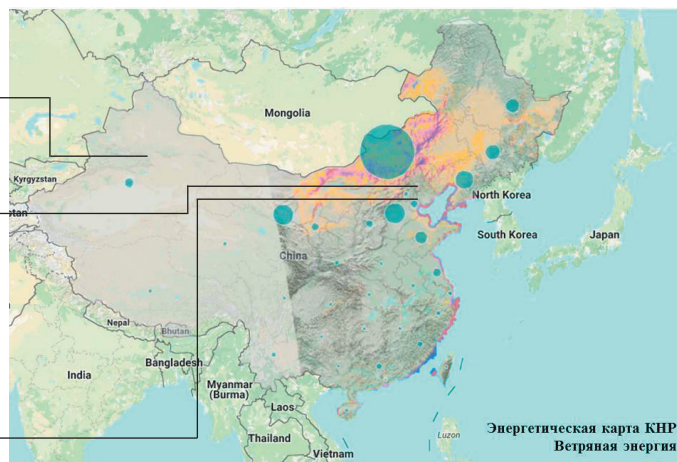 Mongolia
Kyrgyzstan
stan
North Korea
South Korea
Japan
China
Nepal
Bhutan
Bangladesh
India
Myanmar
(Burma)
Laos
Thailand
Vietnam
Luzon
Энергетическая карта КНР
Ветряная энергия